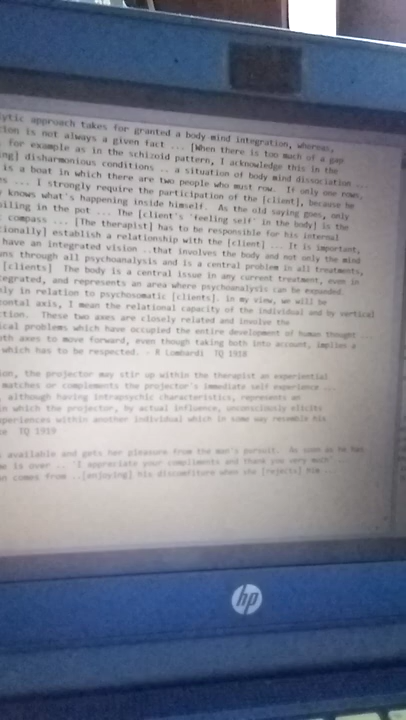 lytic approach takes for granted a body-mind integration, whereas,
tion is not always a given fact ... [When there is too much of a gap
, for example as in the schizoid pattern, I acknowledge this in the
ing] disharmonious conditions .. a situation of body mind dissociation ...
is a boat in which there are two people who must row. If only one rows,
s ... I strongly require the participation of the [client], because he
y knows what's happening inside himself. As the old saying goes, only
oiling in the pot ... The [client's 'feeling self' in the body] is the
compass ... [The therapist] has to be responsible for his internal
tionally] establish a relationship with the [client] ... It is important,
have an integrated vision ..that involves the body and not only the mind
ons through all psychoanalysis and is a central problem in all treatments,
[clients] The body is a central issue in any current treatment, even in
tegrated, and represents an area where psychoanalysis can be expanded
nly in relation to psychosomatic [clients]. in my view, we will be
zontal axis, I mean the relational capacity of the individual and by vertical
ction. These two axes are closely related and involve the
ical problems which have occupied the entire development of human thought ...
oth axes to move forward, even though taking both into account, implies a
which has to be respected. - R Lombardi TQ 1918
ion, the projector may stir up within the therapist an experiential
matches or complements the projector's immediate self experience ...
, although having intrapsychic characteristics, represents an
in which the projector, by actual influence, unconsciously elicits
xperiences within another individual which in some way resemble his
TQ 1919
available and gets her pleasure from the men's pursuit. As soon as he has
me is over .. 'I appreciate your compliments and thank you very much' ..
on comes from ..[enjoying] his discomfiture when she [rejects] him ...
hp